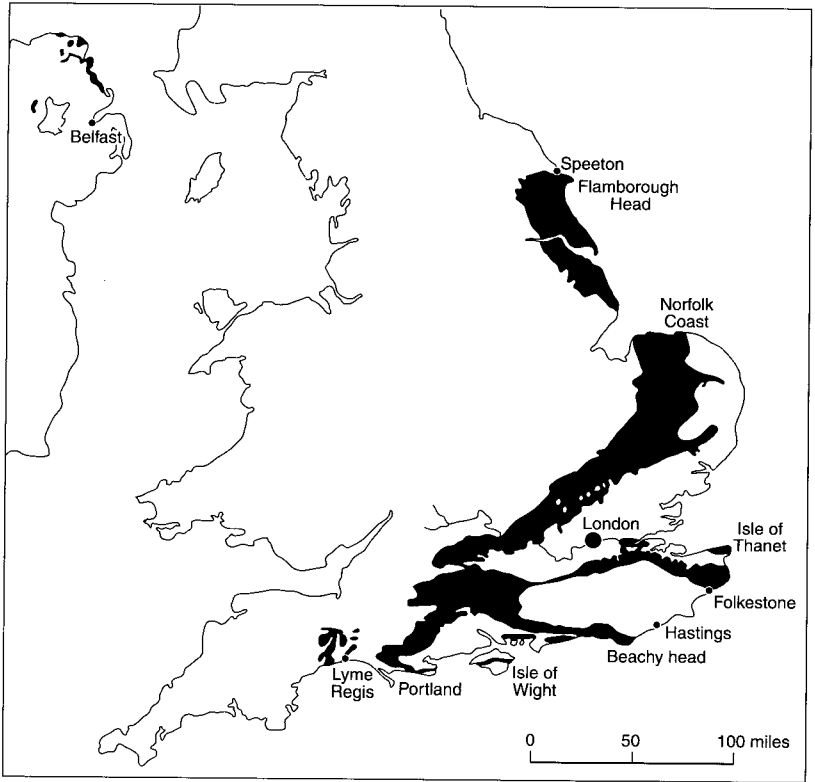 Belfast
Speeton
Flamborough
Head
Norfolk
Coast
London
Isle of
Thanet
Folkestone
Hastings
Beachy head
Lyme
Regis
Portland
Isle of
Wight
0 50 100 miles